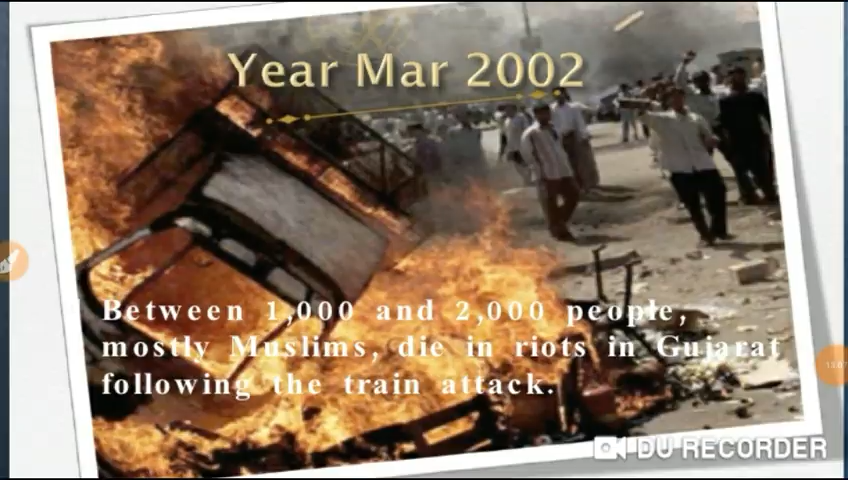 Year Mar 2002
Between 1,000 and 2,000 people,
mostly Muslims, die in riots in Gujarat
following the train attack.
DU RECORDER